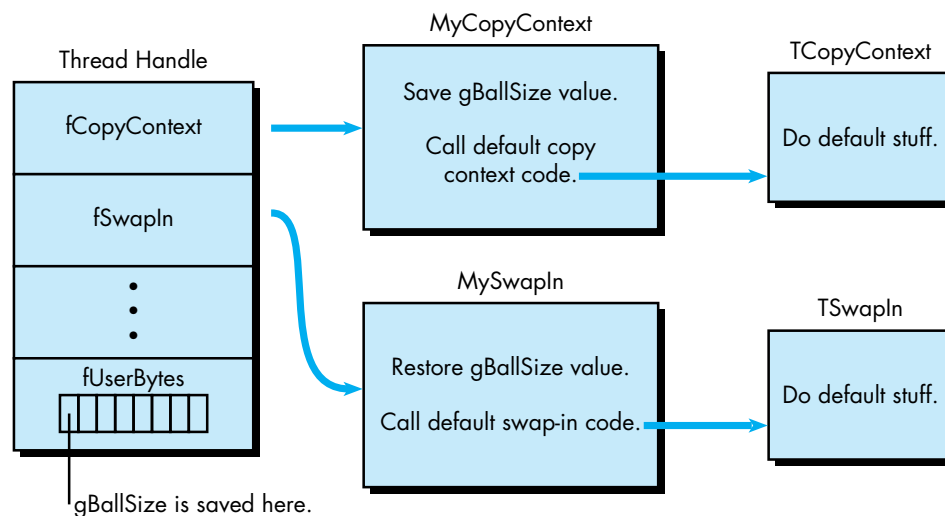 Thread Handle
fCopyContext
fSwapIn
fUserBytes
gBallSize is saved here.
MyCopyContext
Save gBallSize value.
Call default copy
context code.
TCopyContext
Do default stuff.
MySwapIn
Restore gBallSize value.
Call default swap-in code.
TSwapIn
Do default stuff.